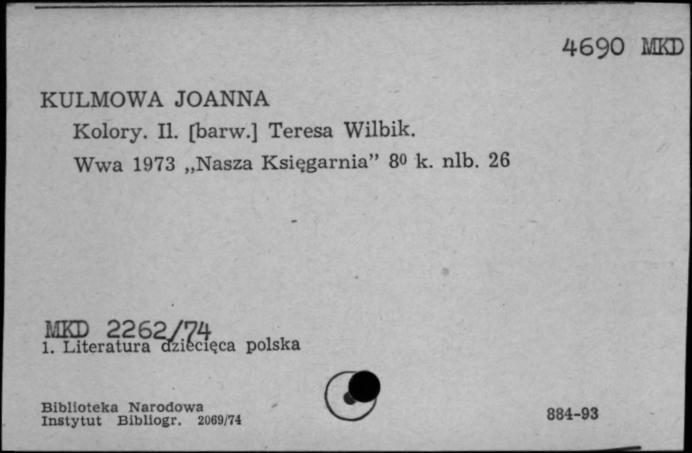 4690 MKD
KULMOWA JOANNA
Kolory. Il. [barw.] Teresa Wilbik.
Wwa 1973 „Nasza Księgarnia” 8⁰ k. nlb. 26
MKD 2262/74
1. Literatura dziecięca polska
Biblioteka Narodowa
Instytut Bibliogr. 2069/74
884-93